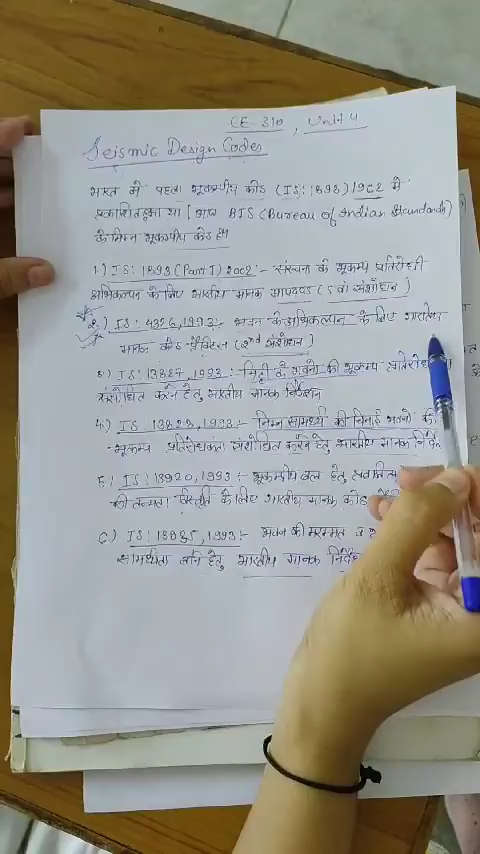 CE-310, Unit 4
Seismic Design Codes
भारत में पहला भूकम्पीय कोड (IS: 1893) 1962 में
प्रकाशित हुआ था | भारत BIS (Bureau of Indian Standards)
के निम्न भूकम्पीय कोड है।
1) IS: 1893 (Part I) 2002 :- संरचना के भूकम्प प्रतिरोधी
अभिकल्पन के लिए भारतीय मानक मापदण्ड (5 वां संशोधन)
2) IS: 4326, 1993 :- भवन के अभिकल्पन के लिए भारतीय
मानक कोड प्रैक्टिस (2nd संशोधन)
3) IS: 13827, 1993 :- मिट्टी के भवनों की भूकम्प
संशोधित करने हेतु भारतीय मानक निर्देशन
4) IS 13828, 1993 :- निम्न सामर्थ्य की चिनाई भवनों की
भूकम्प प्रतिरोधकता संशोधित करने हेतु भारतीय मानक
5) IS: 13920, 1993 :- भूकम्पीय बल हेतु
की तन्यता के लिए भारतीय मानक कोड
6) IS: 13935, 1993 :- भवन की मरम्मत व
हेतु भारतीय मानक